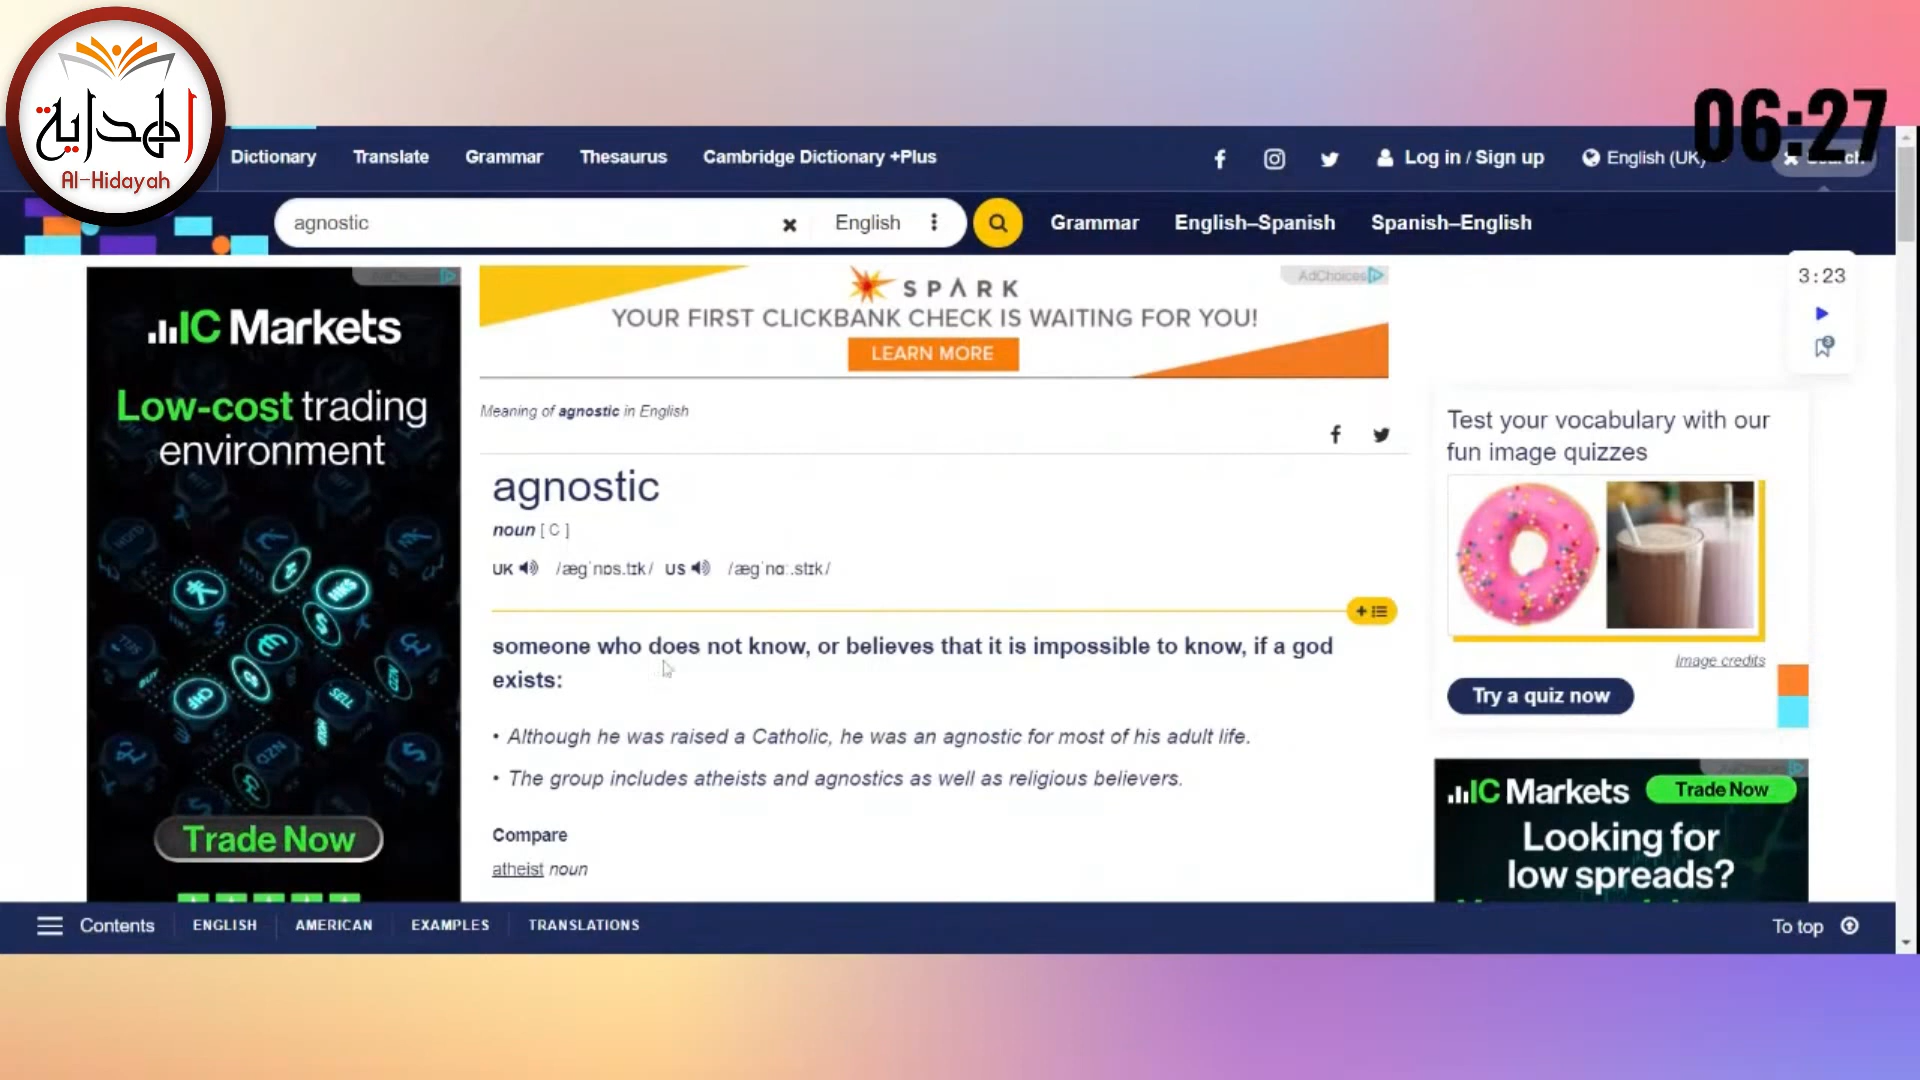 الهداية
Al-Hidayah
06:27
Dictionary Translate Grammar Thesaurus Cambridge Dictionary +Plus
Log in / Sign up English (UK)
agnostic English
Grammar English–Spanish Spanish–English
AdChoices
IC Markets
Low-cost trading
environment
Trade Now
SPARK
YOUR FIRST CLICKBANK CHECK IS WAITING FOR YOU!
LEARN MORE
3:23
Meaning of agnostic in English
agnostic
noun [ C ]
UK /æɡˈnɒs.tɪk/ US /æɡˈnɑː.stɪk/
someone who does not know, or believes that it is impossible to know, if a god
exists:
• Although he was raised a Catholic, he was an agnostic for most of his adult life.
• The group includes atheists and agnostics as well as religious believers.
Compare
atheist noun
Test your vocabulary with our
fun image quizzes
Image credits
Try a quiz now
IC Markets Trade Now
Looking for
low spreads?
Contents ENGLISH AMERICAN EXAMPLES TRANSLATIONS
To top